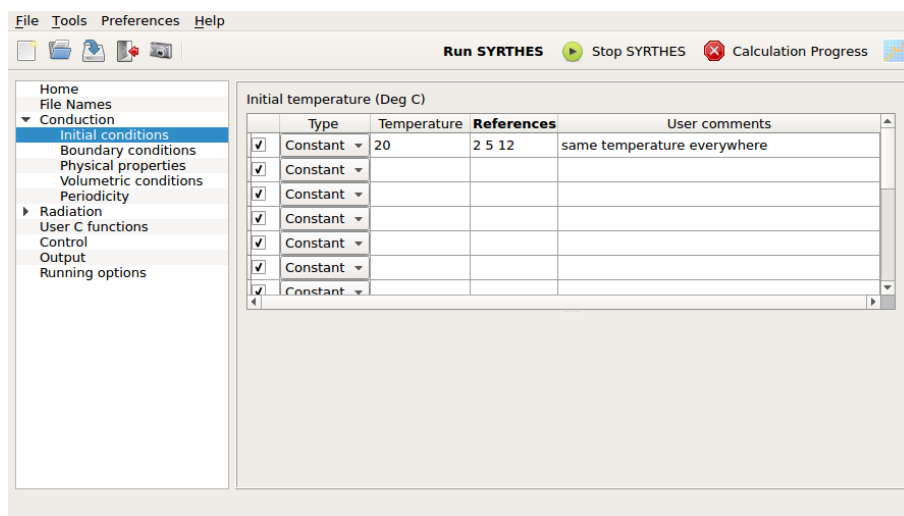 File Tools Preferences Help
Run SYRTHES Stop SYRTHES Calculation Progress
Home
File Names
Conduction
Initial conditions
Boundary conditions
Physical properties
Volumetric conditions
Periodicity
Radiation
User C functions
Control
Output
Running options
Initial temperature (Deg C)
Type Temperature References User comments
Constant 20 2 5 12 same temperature everywhere
Constant
Constant
Constant
Constant
Constant
Constant